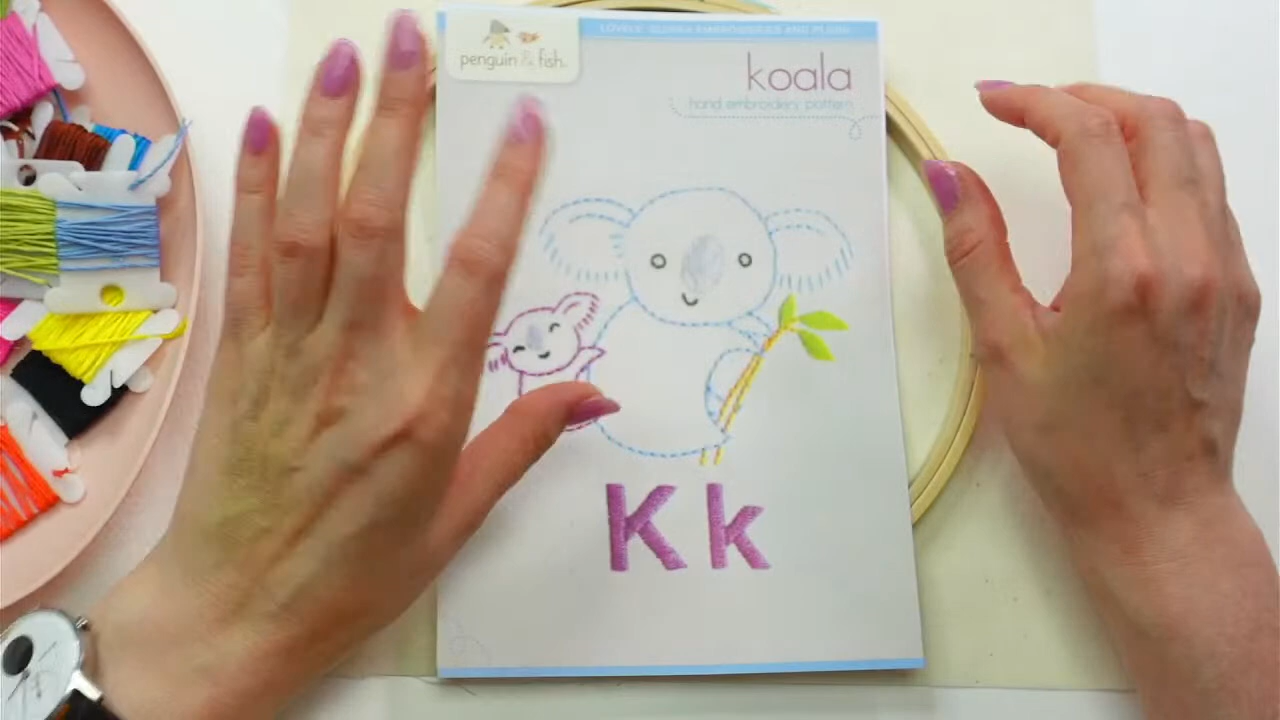 penguin & fish.
koala
hand embroidery pattern
K k